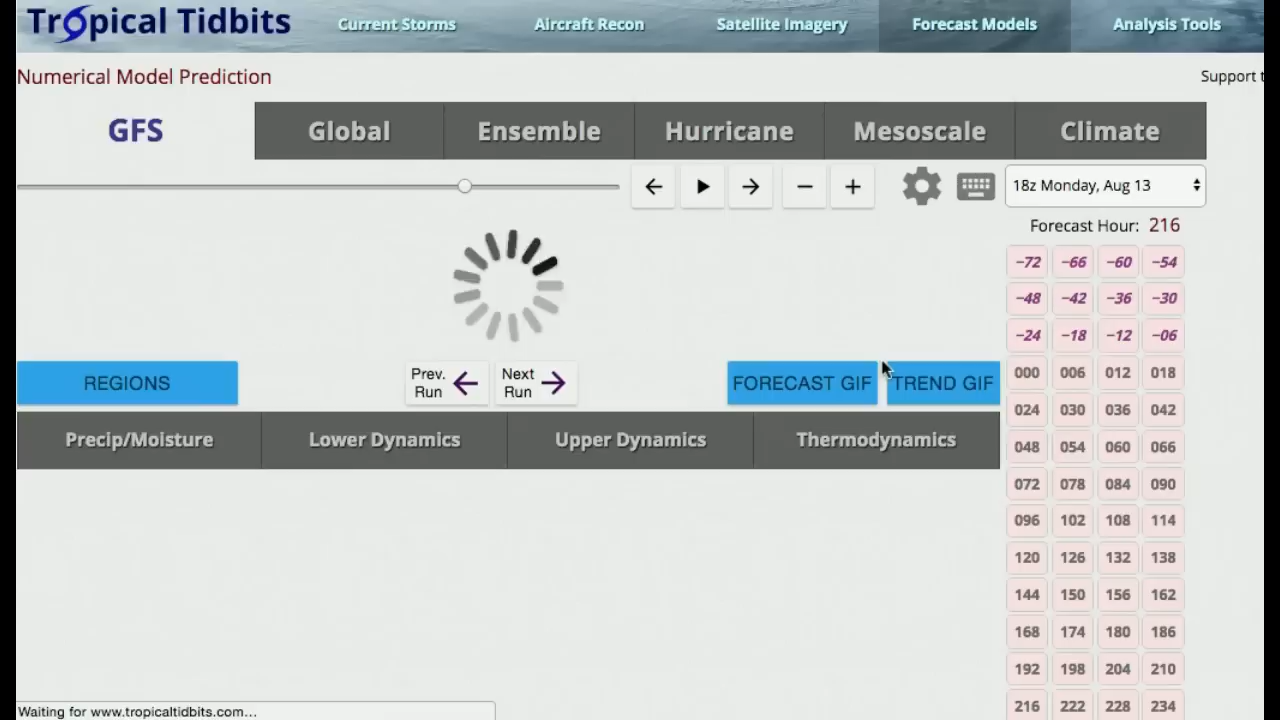 Tropical Tidbits
Current Storms
Aircraft Recon
Satellite Imagery
Forecast Models
Analysis Tools
Numerical Model Prediction
Support t
GFS
Global
Ensemble
Hurricane
Mesoscale
Climate
18z Monday, Aug 13
Forecast Hour: 216
−72 −66 −60 −54
−48 −42 −36 −30
−24 −18 −12 −06
000 006 012 018
024 030 036 042
048 054 060 066
072 078 084 090
096 102 108 114
120 126 132 138
144 150 156 162
168 174 180 186
192 198 204 210
216 222 228 234
REGIONS
Prev.
Run
Next
Run
FORECAST GIF
TREND GIF
Precip/Moisture
Lower Dynamics
Upper Dynamics
Thermodynamics
Waiting for www.tropicaltidbits.com...